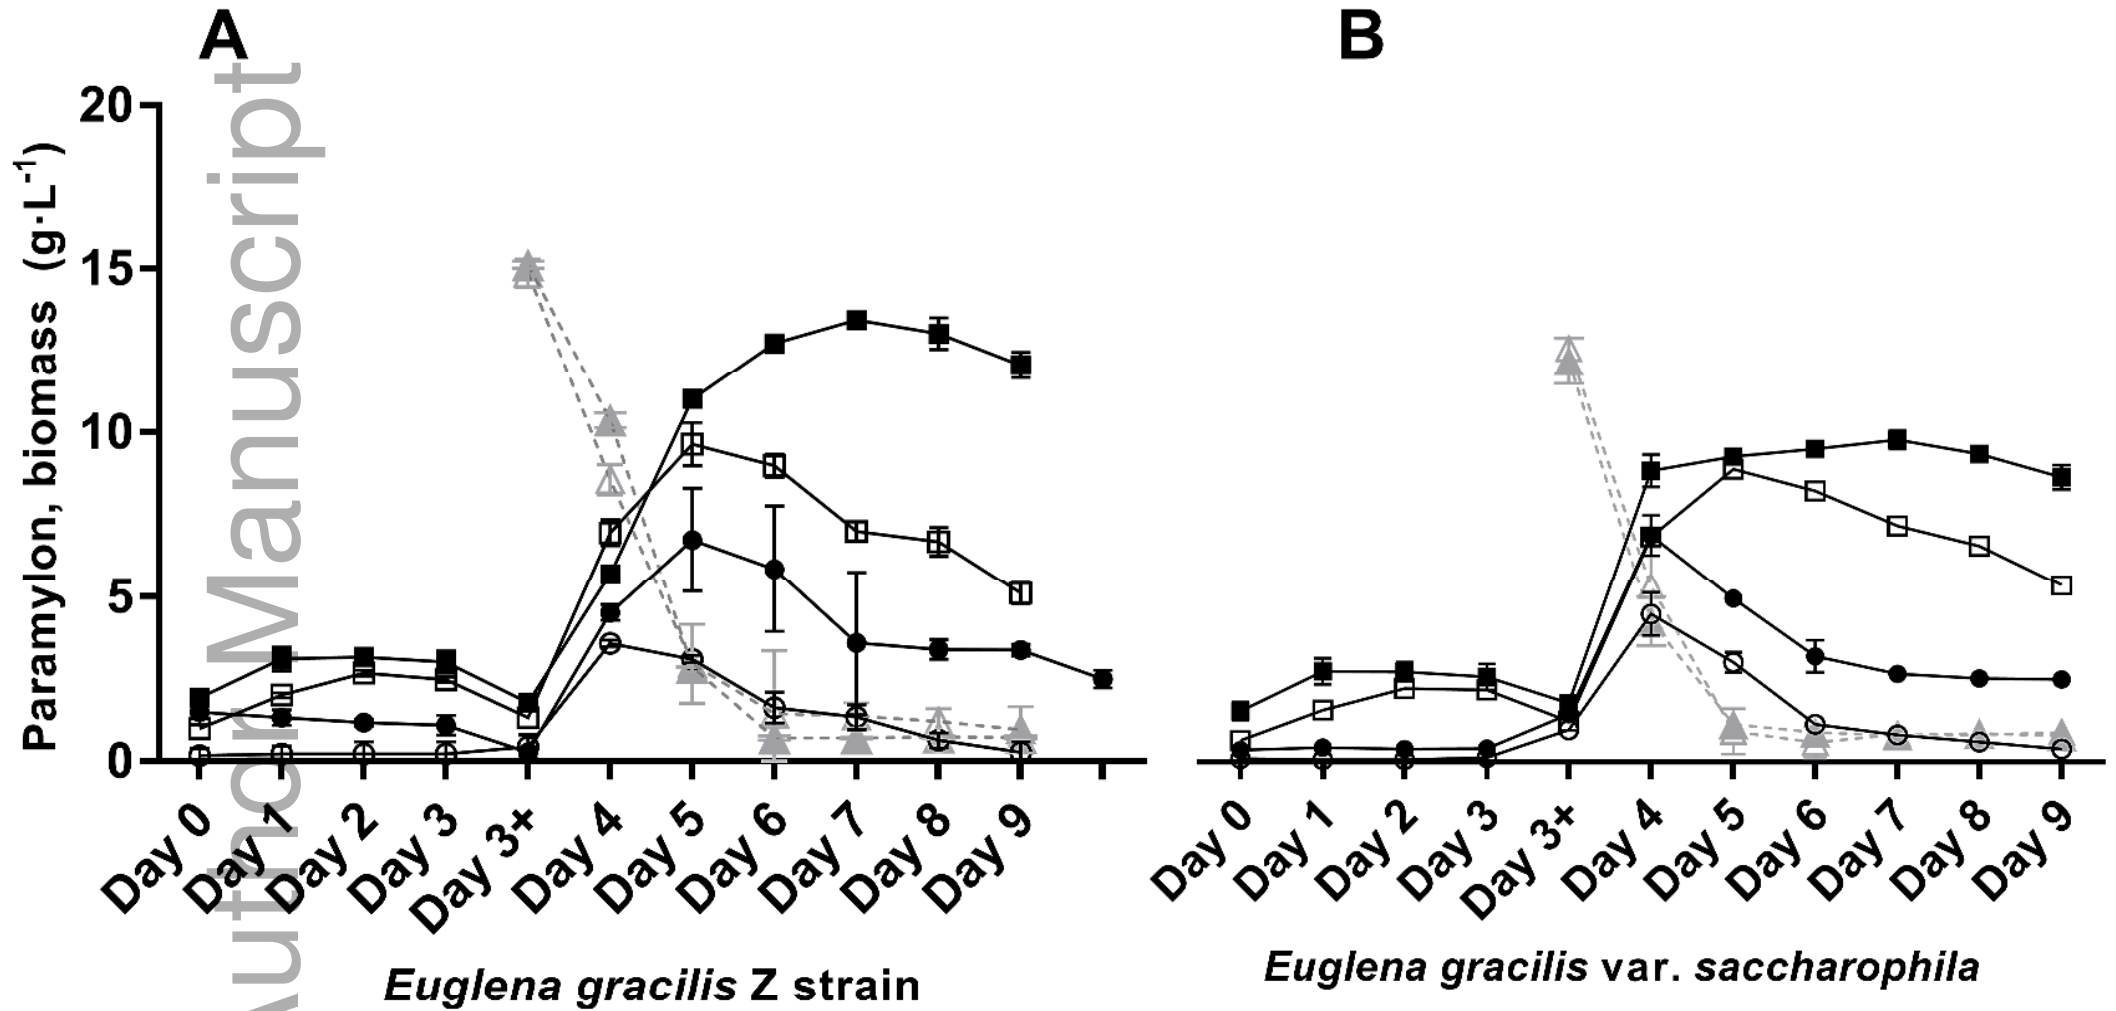 A
B
Paramylon, biomass (g·L-1)
20
15
10
5
0
Author Manuscript
Day 0
Day 1
Day 2
Day 3
Day 3+
Day 4
Day 5
Day 6
Day 7
Day 8
Day 9
Day 0
Day 1
Day 2
Day 3
Day 3+
Day 4
Day 5
Day 6
Day 7
Day 8
Day 9
Euglena gracilis Z strain
Euglena gracilis var. saccharophila